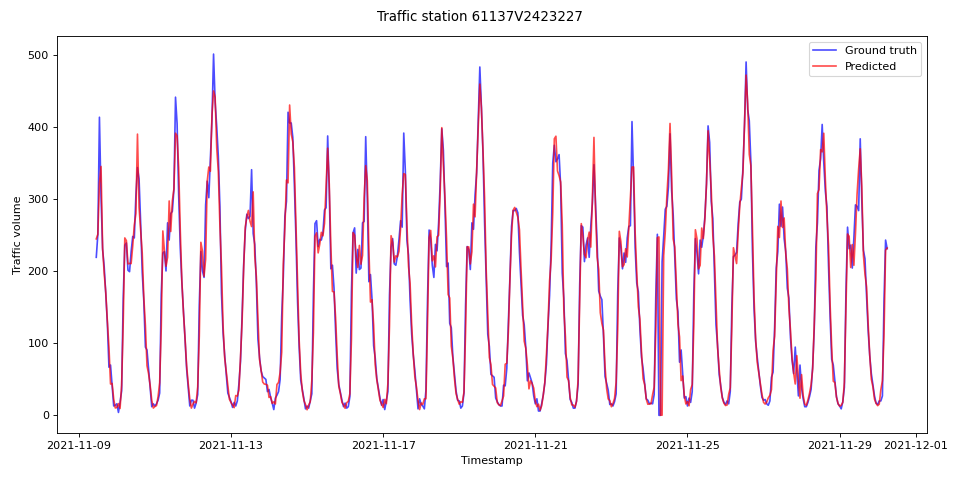 Traffic station 61137V2423227
Ground truth
Predicted
Traffic volume
500
400
300
200
100
0
2021-11-09 2021-11-13 2021-11-17 2021-11-21 2021-11-25 2021-11-29 2021-12-01
Timestamp